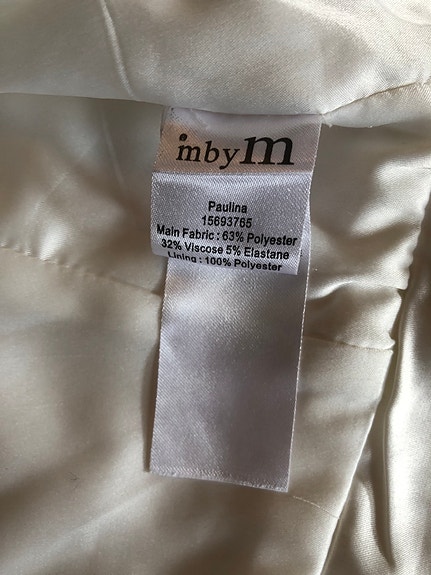 imbym
Paulina
15693765
Main Fabric : 63% Polyester
32% Viscose 5% Elastane
Lining : 100% Polyester